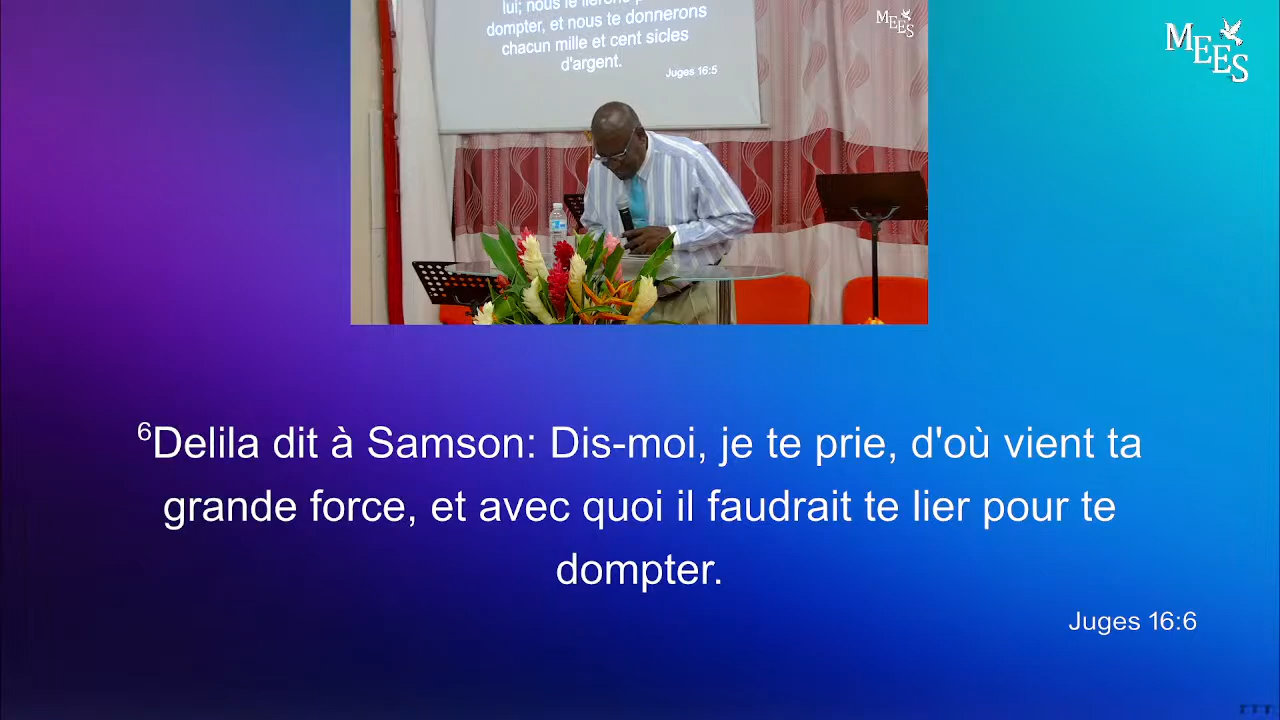 lui; nous le lierons p
dompter, et nous te donnerons
chacun mille et cent sicles
d'argent.
Juges 16:5
MEES
MEES
6Delila dit à Samson: Dis-moi, je te prie, d'où vient ta
grande force, et avec quoi il faudrait te lier pour te
dompter.
Juges 16:6